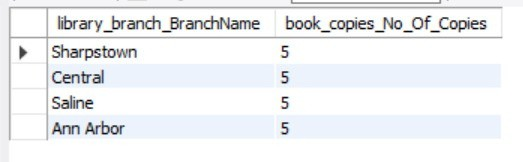 library_branch_BranchName book_copies_No_Of_Copies
Sharpstown 5
Central 5
Saline 5
Ann Arbor 5